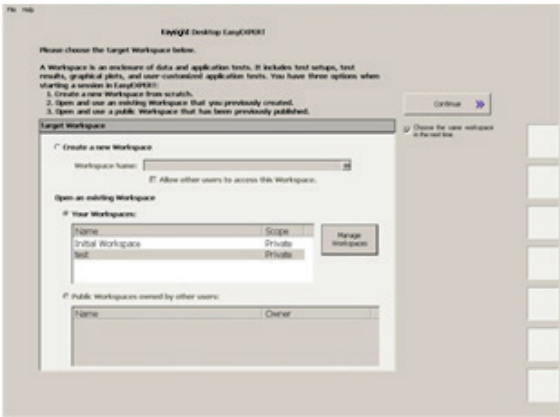 File Help
Keysight Desktop EasyEXPERT
Please choose the target Workspace below.
A Workspace is an enclosure of data and application tests. It includes test setups, test
results, graphical plots, and user-customized application tests. You have three options when
starting a session in EasyEXPERT:
1. Create a new Workspace from scratch.
2. Open and use an existing Workspace that you previously created.
3. Open and use a public Workspace that has been previously published.
Continue
Choose the same workspace
in the next time
Target Workspace
Create a new Workspace
Workspace Name:
Allow other users to access this Workspace.
Open an existing Workspace
Your Workspaces:
Name Scope
Initial Workspace Private
test Private
Manage
Workspaces
Public Workspaces owned by other users:
Name Owner